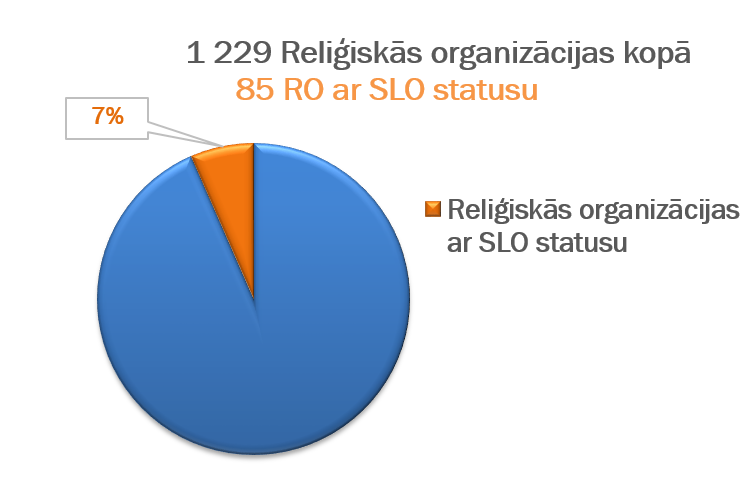 1 229 Reliģiskās organizācijas kopā
85 RO ar SLO statusu
7%
Reliģiskās organizācijas
ar SLO statusu